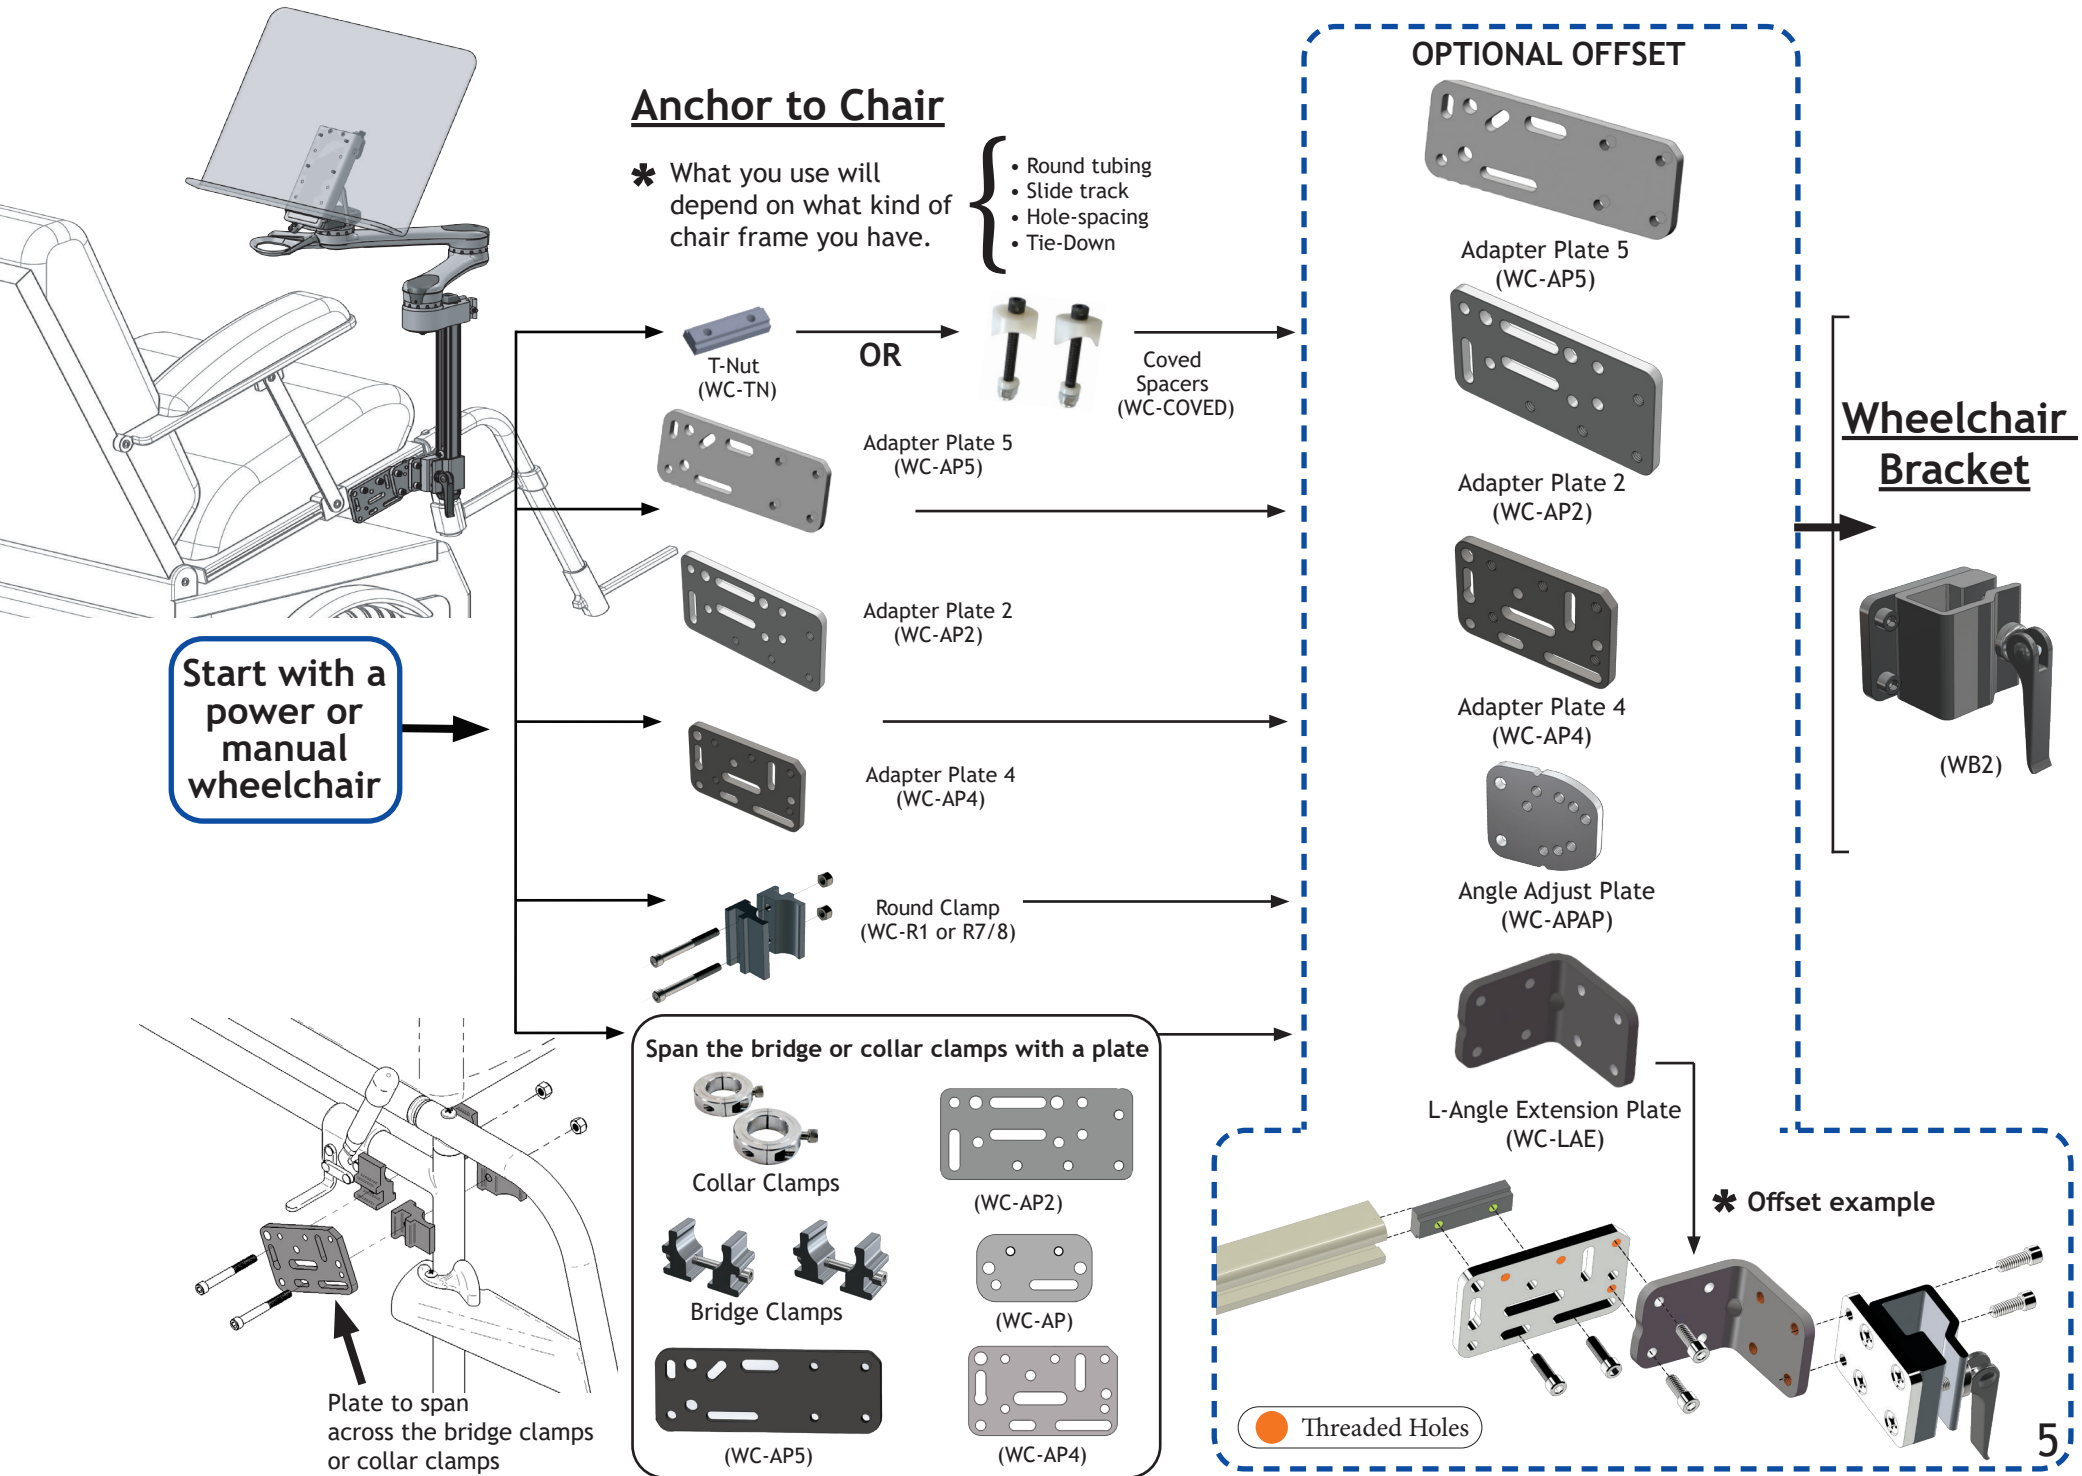 OPTIONAL OFFSET
Anchor to Chair
* What you use will
depend on what kind of
chair frame you have.
• Round tubing
• Slide track
• Hole-spacing
• Tie-Down
T-Nut
(WC-TN)
OR
Coved
Spacers
(WC-COVED)
Adapter Plate 5
(WC-AP5)
Adapter Plate 2
(WC-AP2)
Adapter Plate 4
(WC-AP4)
Round Clamp
(WC-R1 or R7/8)
Start with a
power or
manual
wheelchair
Adapter Plate 5
(WC-AP5)
Adapter Plate 2
(WC-AP2)
Adapter Plate 4
(WC-AP4)
Angle Adjust Plate
(WC-APAP)
L-Angle Extension Plate
(WC-LAE)
Wheelchair
Bracket
(WB2)
Span the bridge or collar clamps with a plate
Collar Clamps
(WC-AP2)
Bridge Clamps
(WC-AP)
(WC-AP5)
(WC-AP4)
Plate to span
across the bridge clamps
or collar clamps
* Offset example
Threaded Holes
5